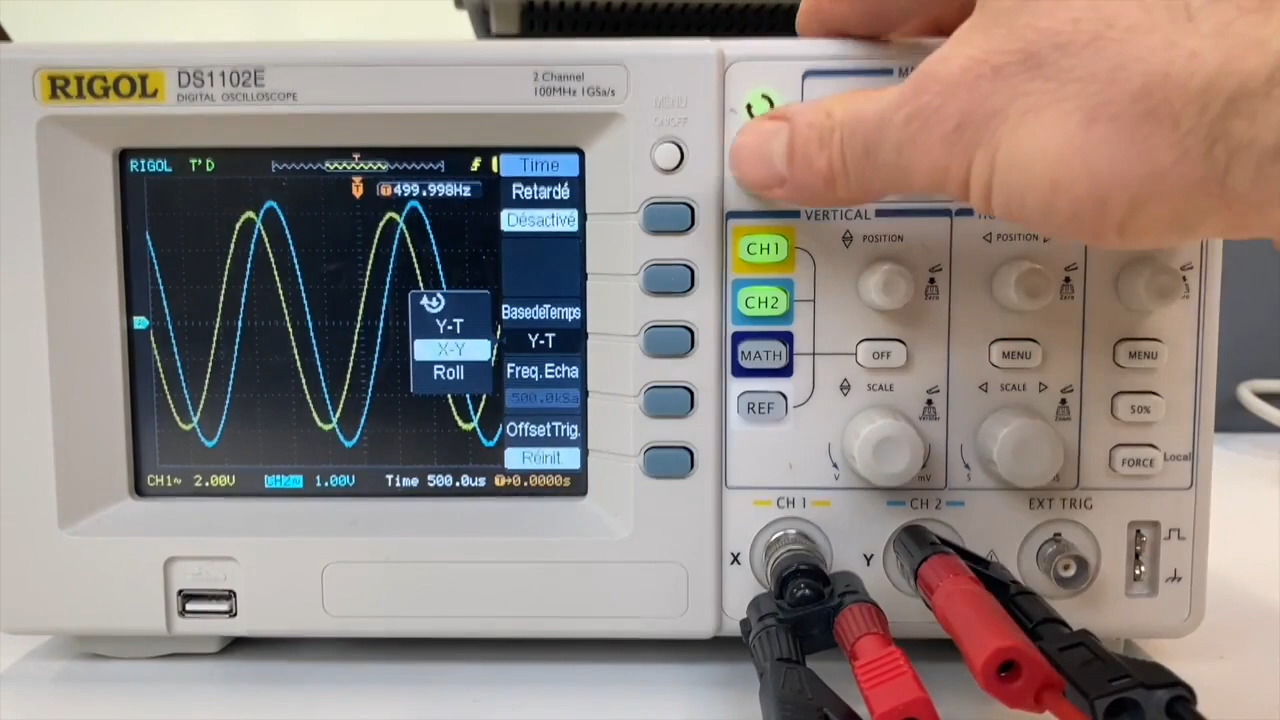 RIGOL DS1102E
DIGITAL OSCILLOSCOPE
2 Channel
100MHz 1GSa/s
MENU
ON/OFF
RIGOL T'D
499.998Hz
Time
Retardé
Désactivé
BasedeTemps
Y-T
Freq.Echa
500.0kSa
OffsetTrig.
Réinit.
Y-T
X-Y
Roll
CH1~ 2.00V CH2~ 1.00V Time 500.0us T→0.0000s
VERTICAL
POSITION
POSITION
CH1
CH2
MATH
REF
OFF
MENU
MENU
SCALE
SCALE
50%
FORCE
Local
V
mV
S
CH 1
CH 2
EXT TRIG
X
Y